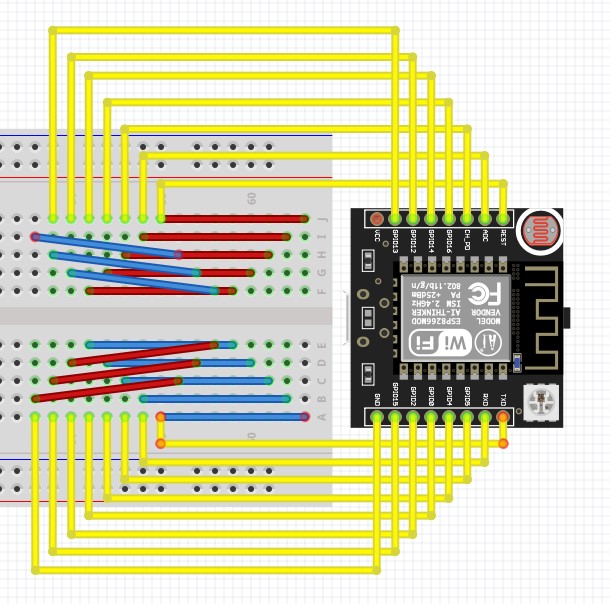 60
J
I
H
G
F
E
D
C
B
A
VCC
GPIO13
GPIO12
GPIO14
GPIO16
CH_PD
ADC
REST
MODEL ESP8266MOD
VENDOR AI-THINKER
ISM 2.4GHz
PA +25dBm
802.11b/g/n
FC
Wi Fi
Ai
GND
GPIO15
GPIO2
GPIO0
GPIO4
GPIO5
RXD
TXD